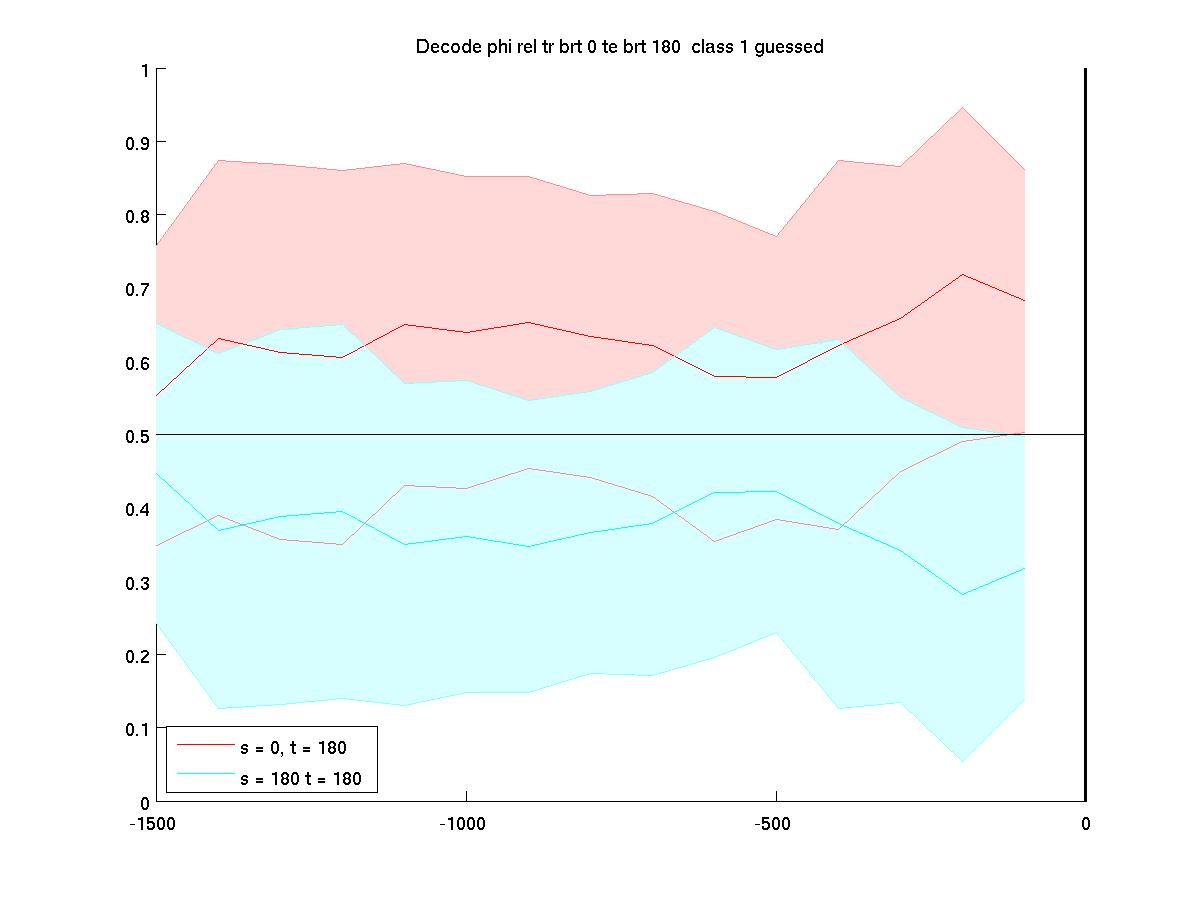 Decode phi rel tr brt 0 te brt 180  class 1 guessed
1
0.9
0.8
0.7
0.6
0.5
0.4
0.3
0.2
0.1
0
s = 0, t = 180
s = 180 t = 180
-1500 -1000 -500 0